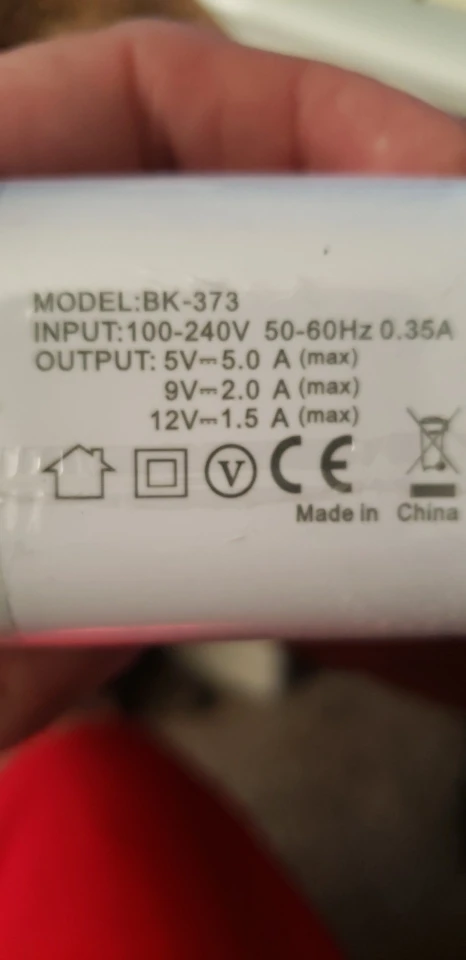 MODEL:BK-373
INPUT:100-240V 50-60Hz 0.35A
OUTPUT: 5V⎓5.0 A (max)
9V⎓2.0 A (max)
12V⎓1.5 A (max)
V CE
Made in China